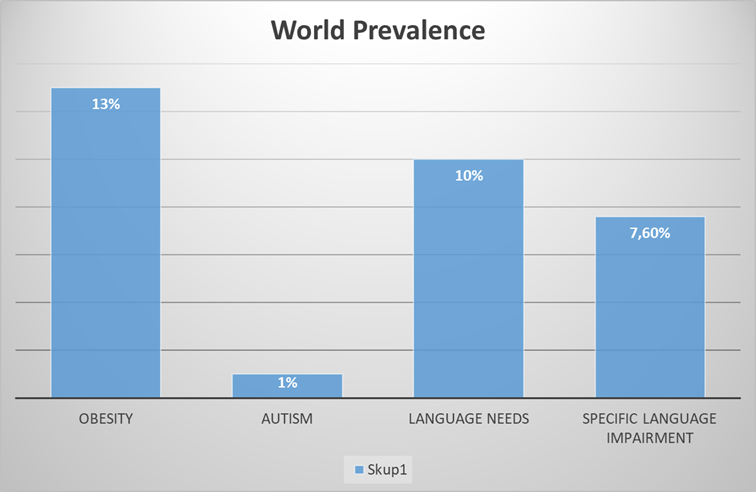 World Prevalence
13%
1%
10%
7,60%
OBESITY
AUTISM
LANGUAGE NEEDS
SPECIFIC LANGUAGE
IMPAIRMENT
Skup1